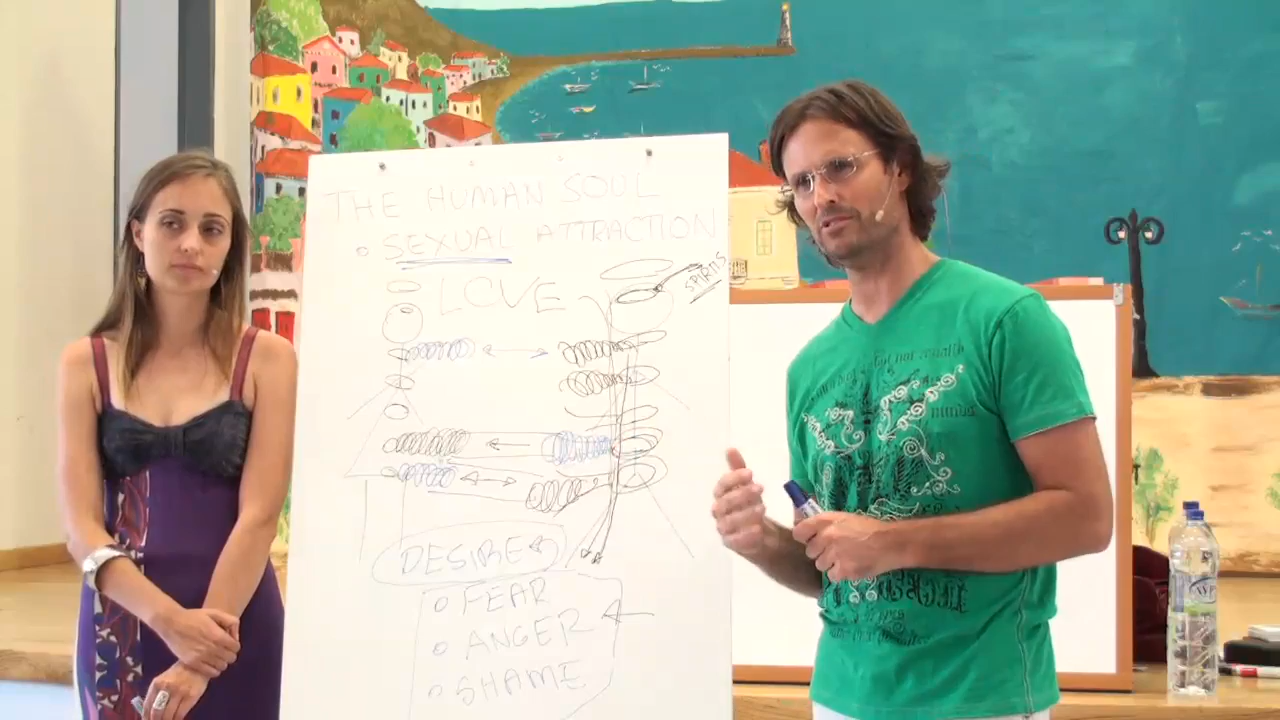 THE HUMAN SOUL
SEXUAL ATTRACTION
LOVE
SPIRITS
DESIRE
FEAR
ANGER
SHAME